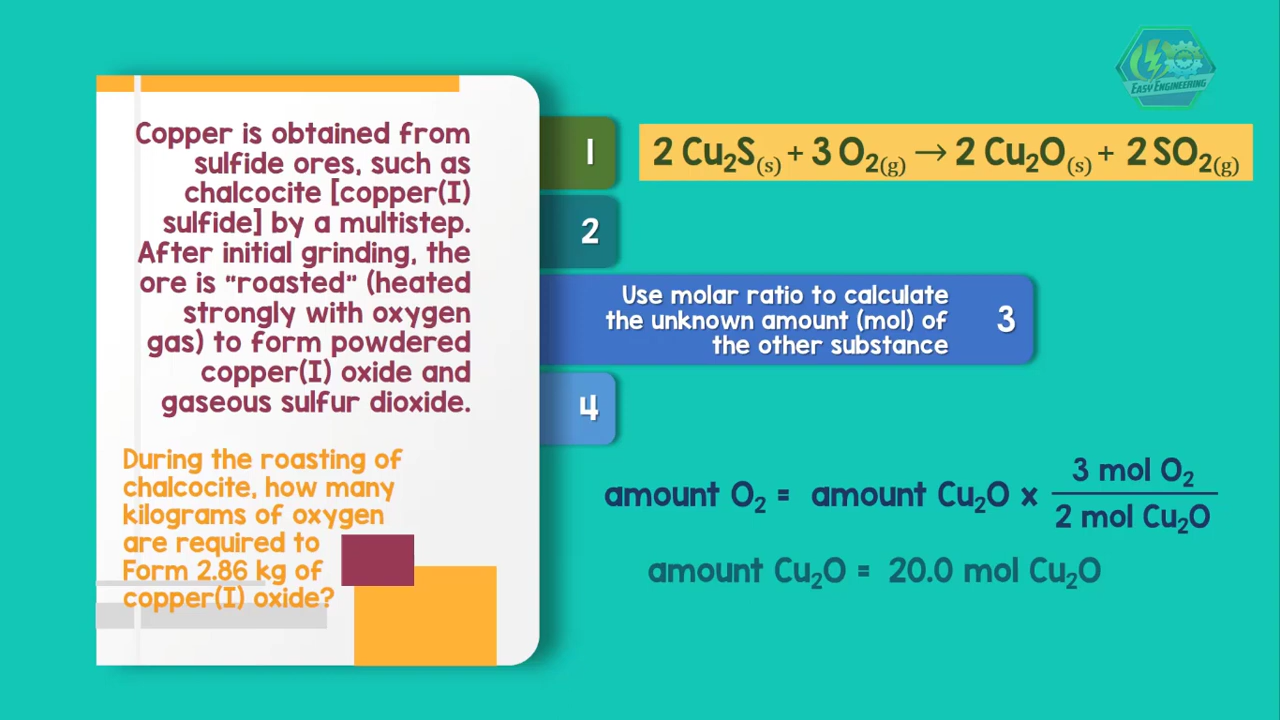 EASY ENGINEERING
Copper is obtained from
sulfide ores, such as
chalcocite [copper(I)
sulfide] by a multistep.
After initial grinding, the
ore is “roasted” (heated
strongly with oxygen
gas) to form powdered
copper(I) oxide and
gaseous sulfur dioxide.
During the roasting of
chalcocite, how many
kilograms of oxygen
are required to
Form 2.86 kg of
copper(I) oxide?
1
2 Cu₂S(s) + 3 O₂(g) → 2 Cu₂O(s) + 2 SO₂(g)
2
Use molar ratio to calculate
the unknown amount (mol) of
the other substance
3
4
amount O₂ = amount Cu₂O x 3 mol O₂ / 2 mol Cu₂O
amount Cu₂O = 20.0 mol Cu₂O